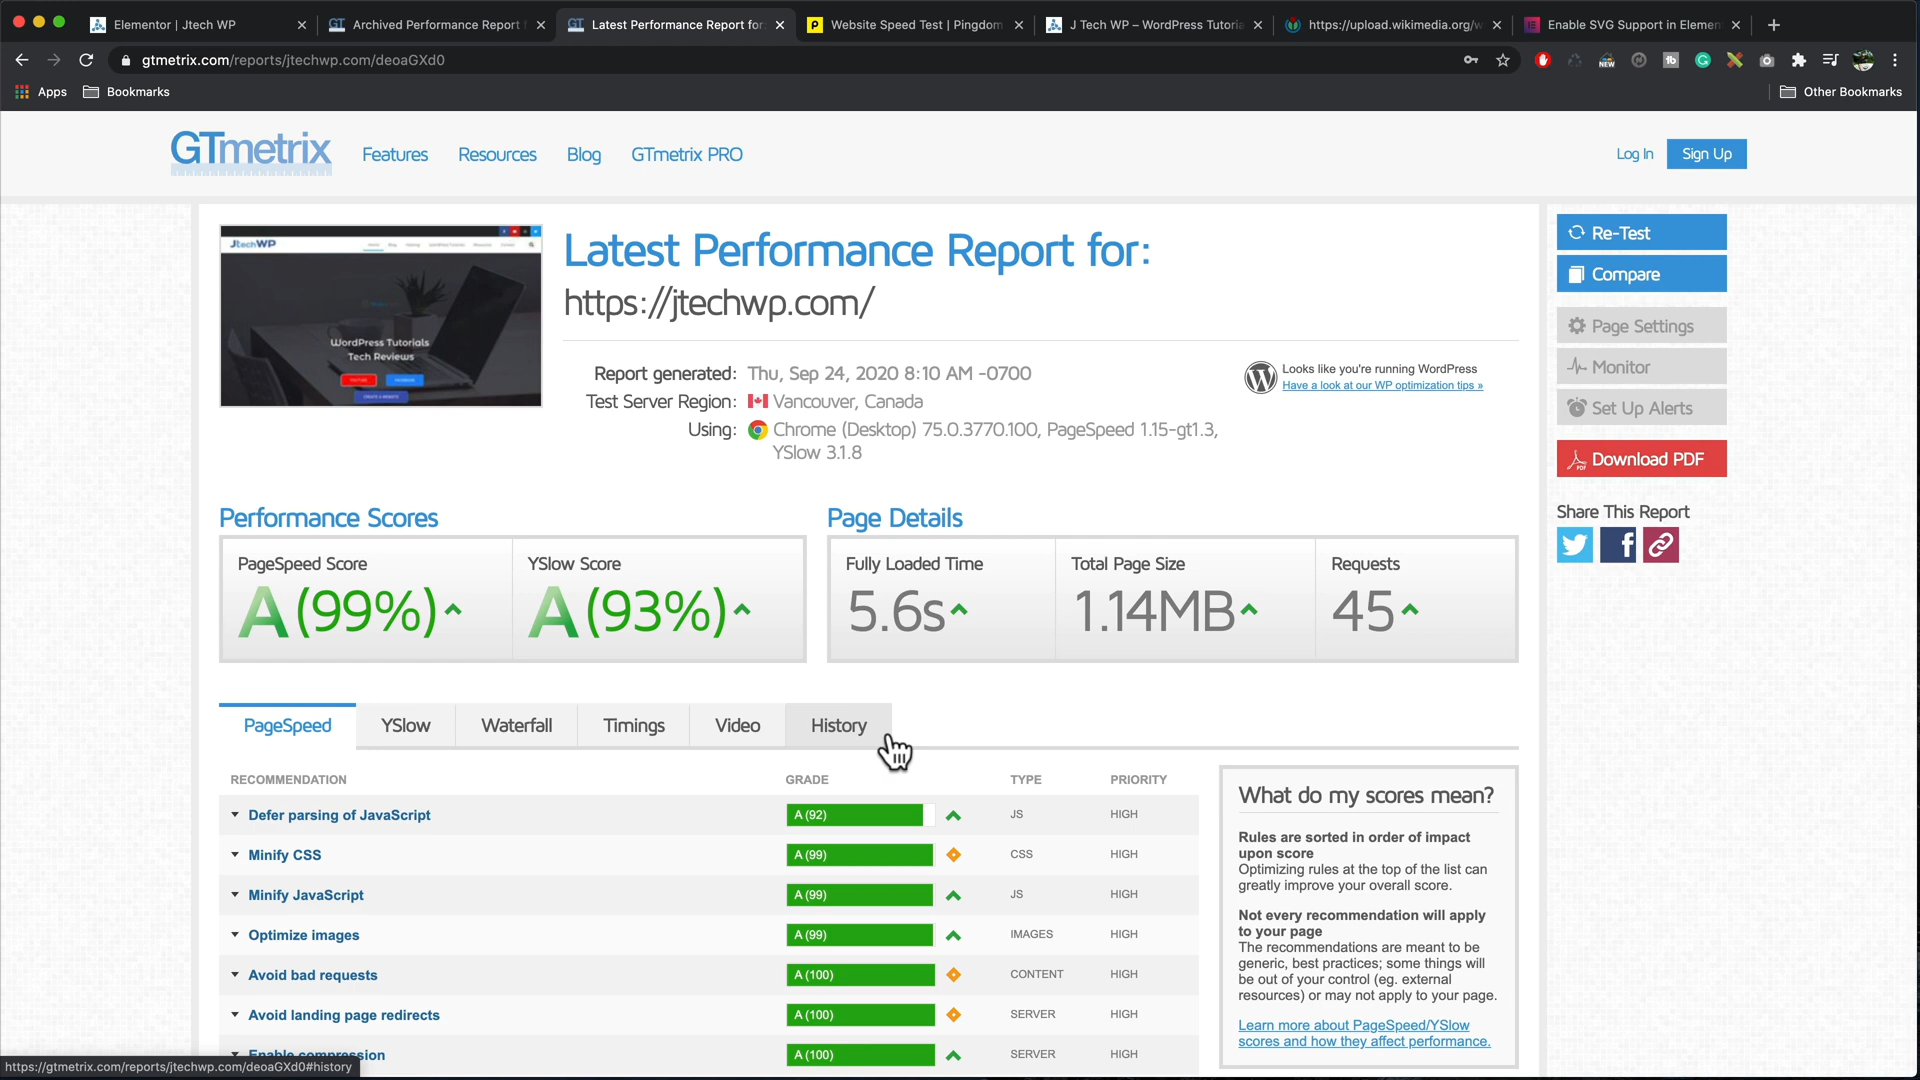 Elementor | Jtech WP
Archived Performance Report f
Latest Performance Report for:
Website Speed Test | Pingdom
J Tech WP – WordPress Tutoria
https://upload.wikimedia.org/w
Enable SVG Support in Elemen
gtmetrix.com/reports/jtechwp.com/deoaGXd0
Apps
Bookmarks
Other Bookmarks
GTmetrix
Features
Resources
Blog
GTmetrix PRO
Log In
Sign Up
JtechWP
WordPress Tutorials
Tech Reviews
Latest Performance Report for:
https://jtechwp.com/
Report generated: Thu, Sep 24, 2020 8:10 AM -0700
Test Server Region: Vancouver, Canada
Using: Chrome (Desktop) 75.0.3770.100, PageSpeed 1.15-gt1.3,
YSlow 3.1.8
Looks like you're running WordPress
Have a look at our WP optimization tips »
Re-Test
Compare
Page Settings
Monitor
Set Up Alerts
Download PDF
Share This Report
Performance Scores
PageSpeed Score
A (99%)
YSlow Score
A (93%)
Page Details
Fully Loaded Time
5.6s
Total Page Size
1.14MB
Requests
45
PageSpeed
YSlow
Waterfall
Timings
Video
History
RECOMMENDATION GRADE TYPE PRIORITY
Defer parsing of JavaScript A (92) JS HIGH
Minify CSS A (99) CSS HIGH
Minify JavaScript A (99) JS HIGH
Optimize images A (99) IMAGES HIGH
Avoid bad requests A (100) CONTENT HIGH
Avoid landing page redirects A (100) SERVER HIGH
Enable compression A (100) SERVER HIGH
What do my scores mean?
Rules are sorted in order of impact
upon score
Optimizing rules at the top of the list can
greatly improve your overall score.
Not every recommendation will apply
to your page
The recommendations are meant to be
generic, best practices; some things will
be out of your control (eg. external
resources) or may not apply to your page.
Learn more about PageSpeed/YSlow
scores and how they affect performance.
https://gtmetrix.com/reports/jtechwp.com/deoaGXd0#history